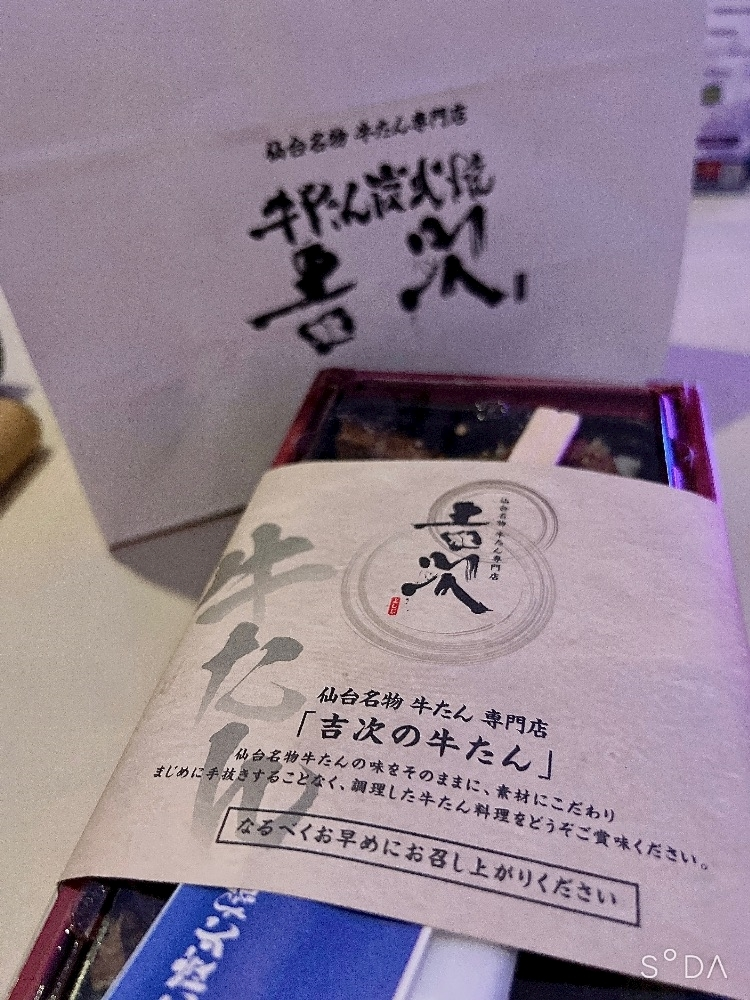 仙台名物 牛たん専門店
牛たん炭火焼
吉次
仙台名物 牛たん専門店
吉次
牛たん
仙台名物 牛たん 専門店
「吉次の牛たん」
仙台名物牛たんの味をそのままに、素材にこだわり
まじめに手抜きすることなく、調理した牛たん料理をどうぞご賞味ください。
なるべくお早めにお召し上がりください
SODA